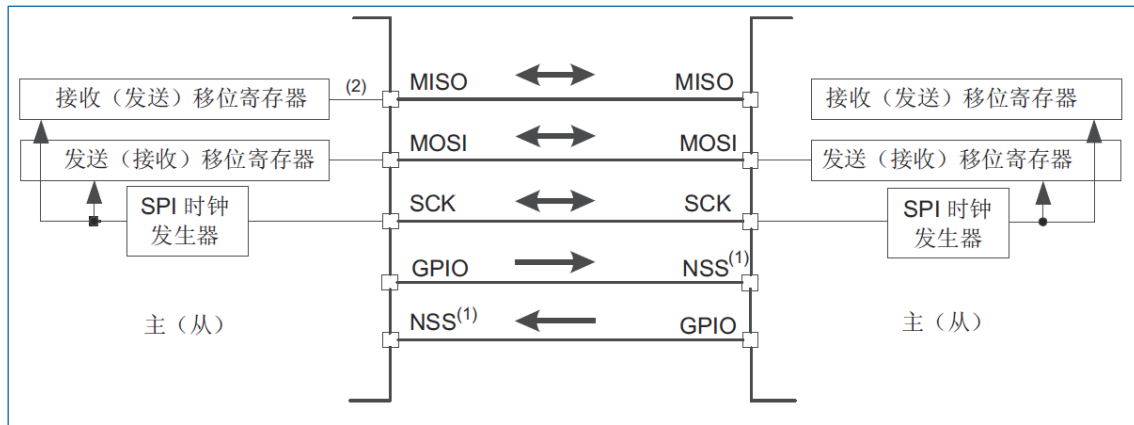 接收（发送）移位寄存器
(2)
MISO
MISO
接收（发送）移位寄存器
发送（接收）移位寄存器
MOSI
MOSI
发送（接收）移位寄存器
SPI 时钟
发生器
SCK
SCK
SPI 时钟
发生器
GPIO
NSS(1)
主（从）
NSS(1)
GPIO
主（从）